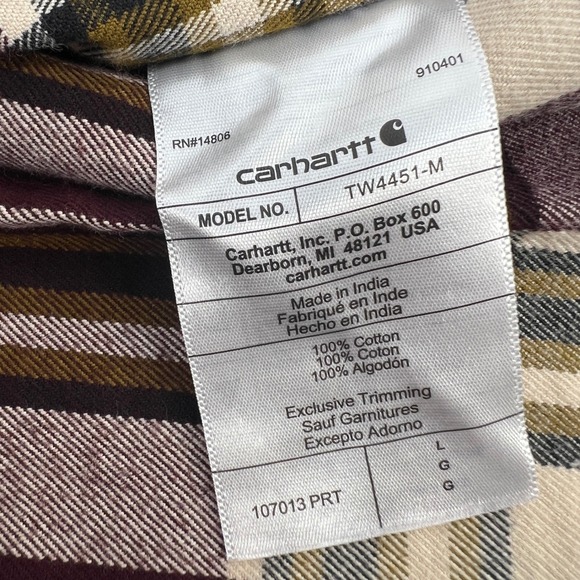 910401
RN#14806
carhartt
MODEL NO. TW4451-M
Carhartt, Inc. P.O. Box 600
Dearborn, MI 48121 USA
carhartt.com
Made in India
Fabriqué en Inde
Hecho en India
100% Cotton
100% Coton
100% Algodón
Exclusive Trimming
Sauf Garnitures
Excepto Adorno
107013 PRT
L
G
G